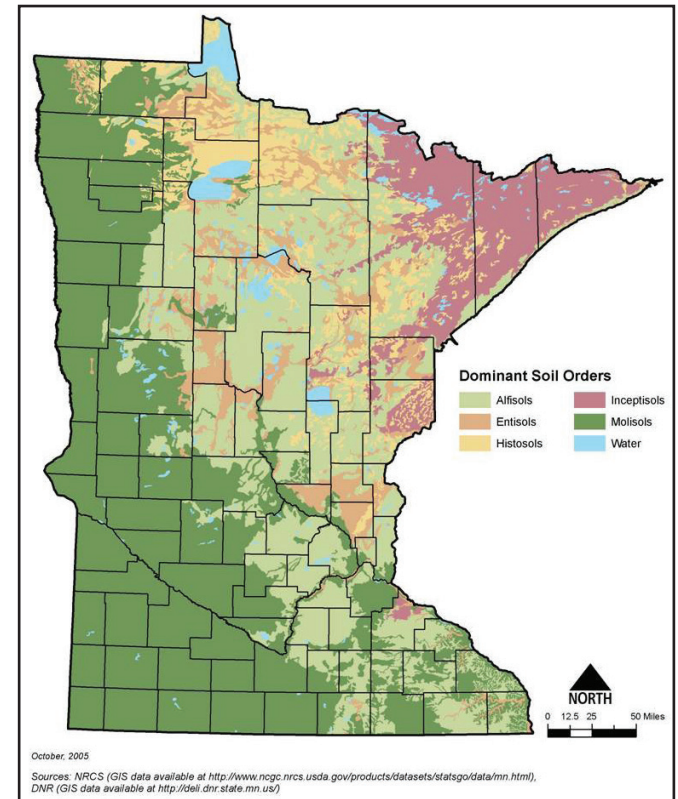 Dominant Soil Orders
Alfisols
Entisols
Histosols
Inceptisols
Molisols
Water
NORTH
0 12.5 25 50 Miles
October, 2005
Sources: NRCS (GIS data available at http://www.ncgc.nrcs.usda.gov/products/datasets/statsgo/data/mn.html),
DNR (GIS data available at http://deli.dnr.state.mn.us/)